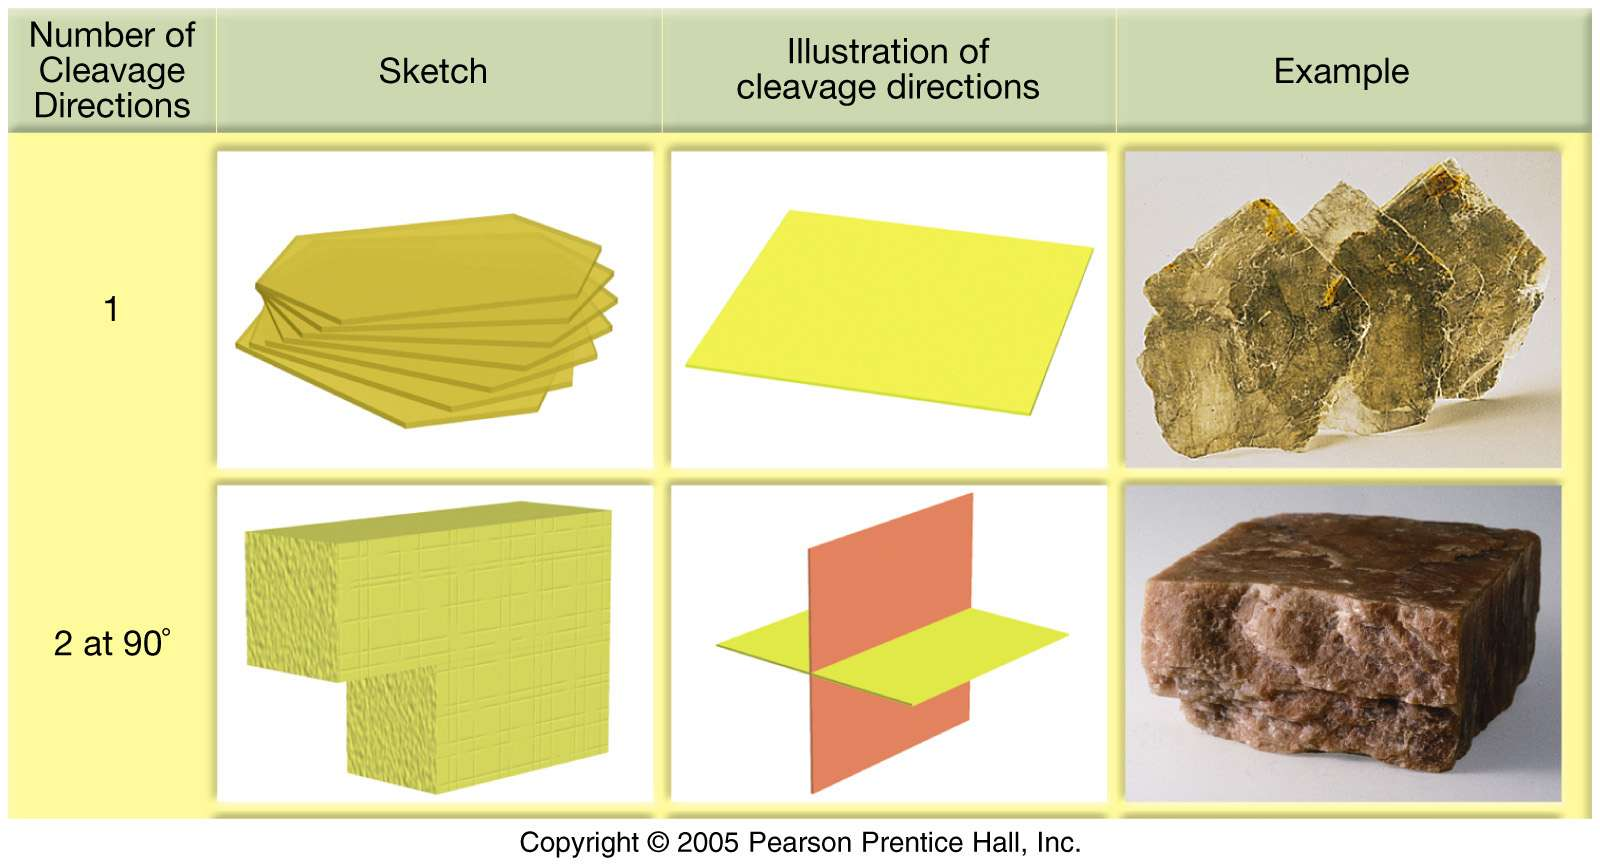 Number of
Cleavage
Directions
Sketch
Illustration of
cleavage directions
Example
1
2 at 90°
Copyright © 2005 Pearson Prentice Hall, Inc.